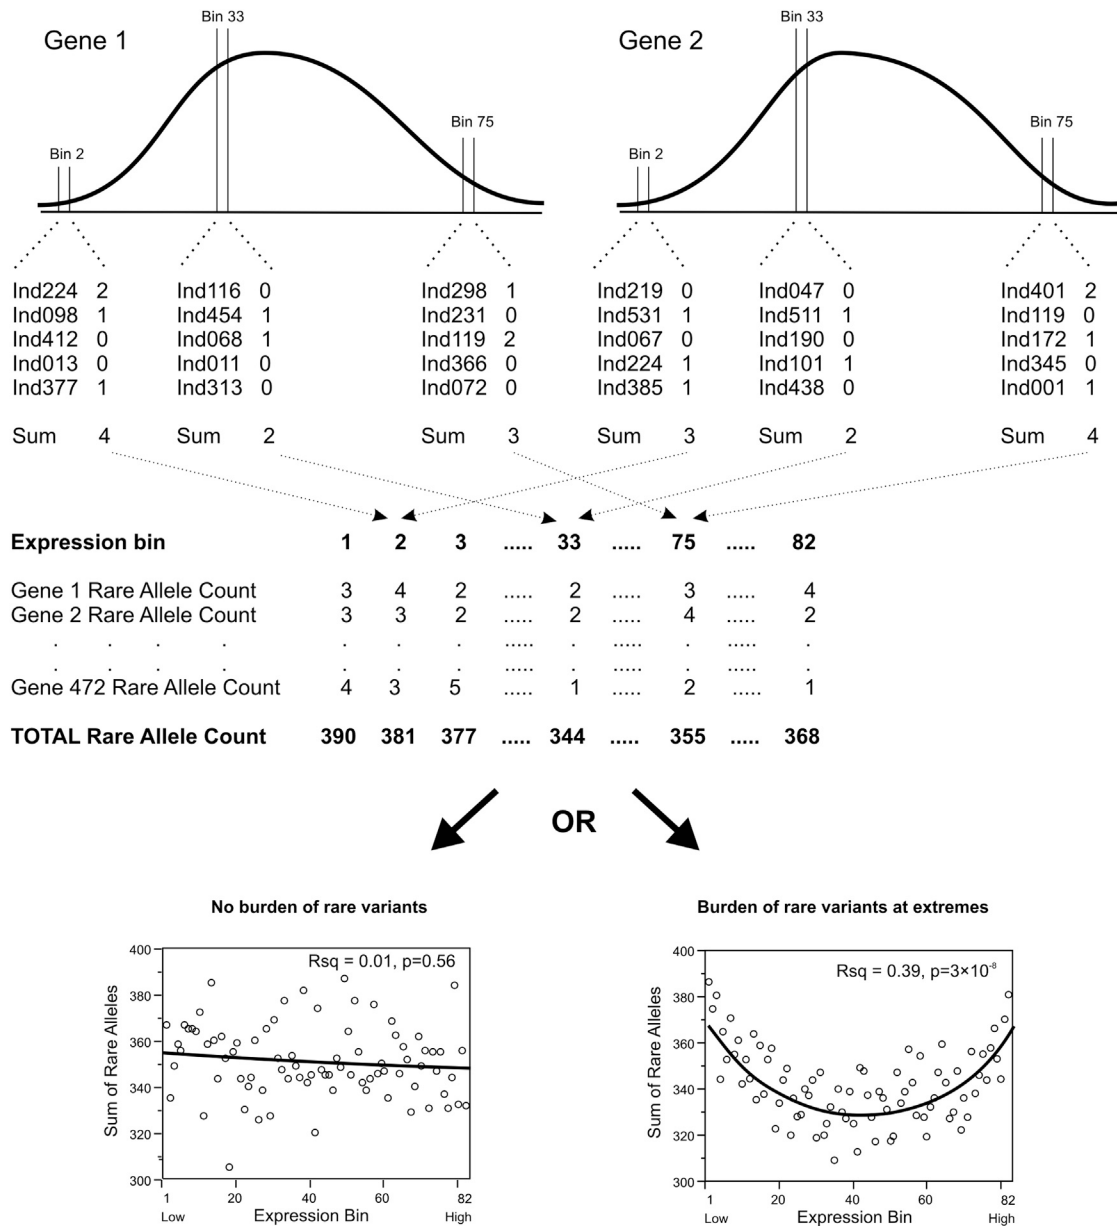 Bin 33
Bin 33
Gene 1
Gene 2
Bin 75
Bin 75
Bin 2
Bin 2
Ind224 2 Ind116 0 Ind298 1 Ind219 0 Ind047 0 Ind401 2
Ind098 1 Ind454 1 Ind231 0 Ind531 1 Ind511 1 Ind119 0
Ind412 0 Ind068 1 Ind119 2 Ind067 0 Ind190 0 Ind172 1
Ind013 0 Ind011 0 Ind366 0 Ind224 1 Ind101 1 Ind345 0
Ind377 1 Ind313 0 Ind072 0 Ind385 1 Ind438 0 Ind001 1
Sum 4 Sum 2 Sum 3 Sum 3 Sum 2 Sum 4
Expression bin 1 2 3 ..... 33 ..... 75 ..... 82
Gene 1 Rare Allele Count 3 4 2 ..... 2 ..... 3 ..... 4
Gene 2 Rare Allele Count 3 3 2 ..... 2 ..... 4 ..... 2
. . . . . . . ..... . ..... . ..... .
. . . . . . . ..... . ..... . ..... .
Gene 472 Rare Allele Count 4 3 5 ..... 1 ..... 2 ..... 1
TOTAL Rare Allele Count 390 381 377 ..... 344 ..... 355 ..... 368
OR
No burden of rare variants
Rsq = 0.01, p=0.56
Sum of Rare Alleles
400
380
360
340
320
300
1 20 40 60 82
Low Expression Bin High
Burden of rare variants at extremes
Rsq = 0.39, p=3×10⁻⁸
Sum of Rare Alleles
400
380
360
340
320
300
1 20 40 60 82
Low Expression Bin High